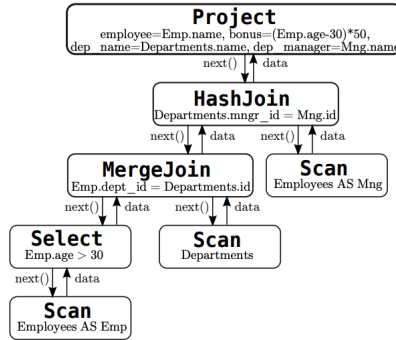 Project
employee=Emp.name, bonus=(Emp.age-30)*50,
dep_name=Departments.name, dep_manager=Mng.name
next() data
HashJoin
Departments.mngr_id = Mng.id
next() data next() data
MergeJoin
Emp.dept_id = Departments.id
Scan
Employees AS Mng
next() data next() data
Select
Emp.age > 30
Scan
Departments
next() data
Scan
Employees AS Emp